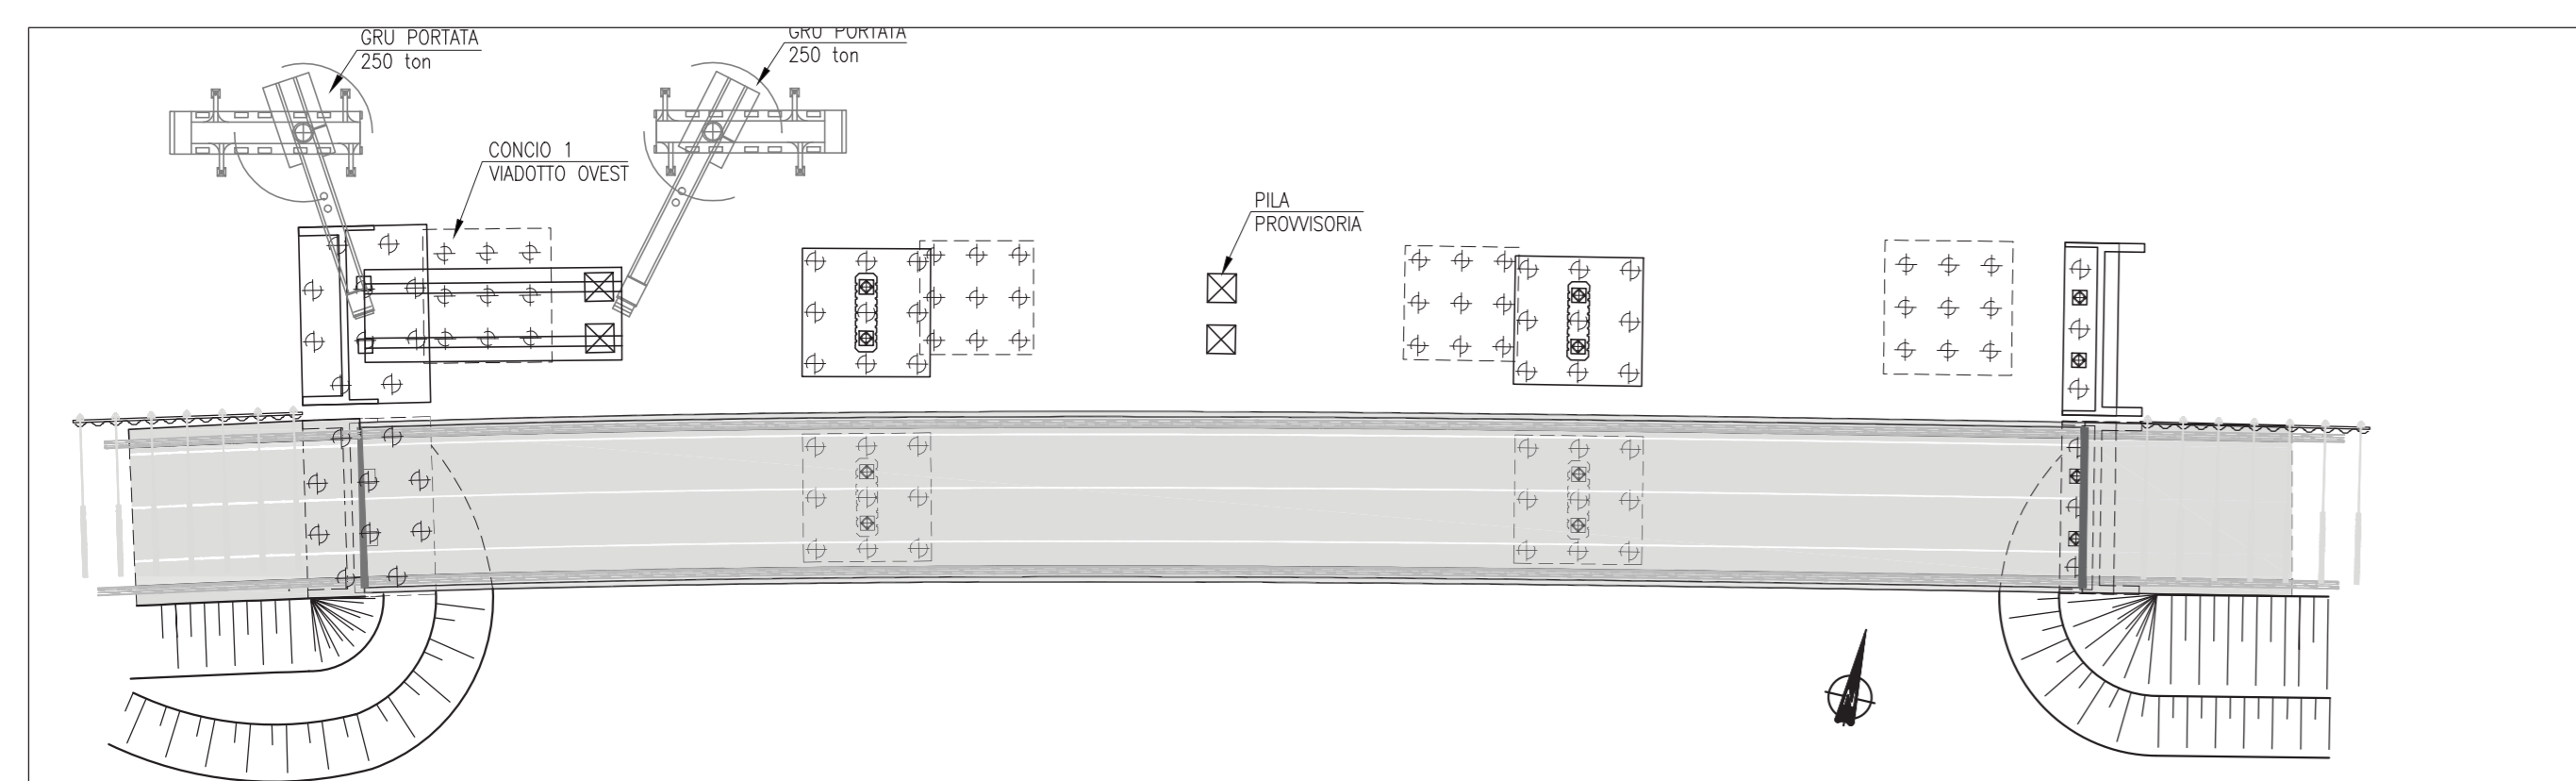 GRU PORTATA
250 ton
GRU PORTATA
250 ton
CONCIO 1
VIADOTTO OVEST
PILA
PROVVISORIA